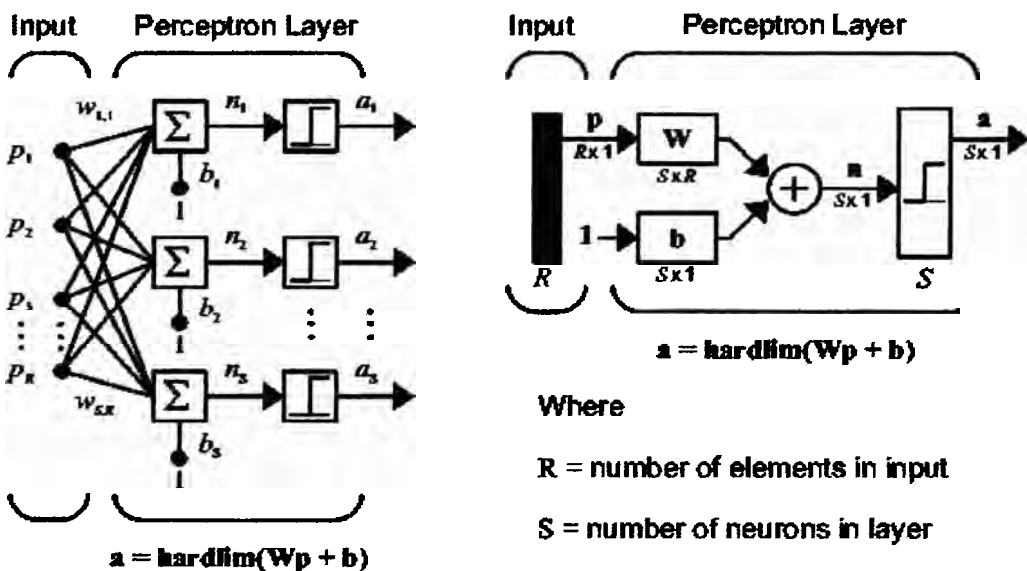 Input Perceptron Layer
w1,1
n1 a1
p1
Σ
b1
1
p2
n2 a2
Σ
p3
b2
1
pR
nS aS
Σ
wS,R
bS
1
a = hardlim(Wp + b)
Input Perceptron Layer
p
R x 1
W
S x R
a
S x 1
+
n
S x 1
1
b
S x 1
R
S
a = hardlim(Wp + b)
Where
R = number of elements in input
S = number of neurons in layer